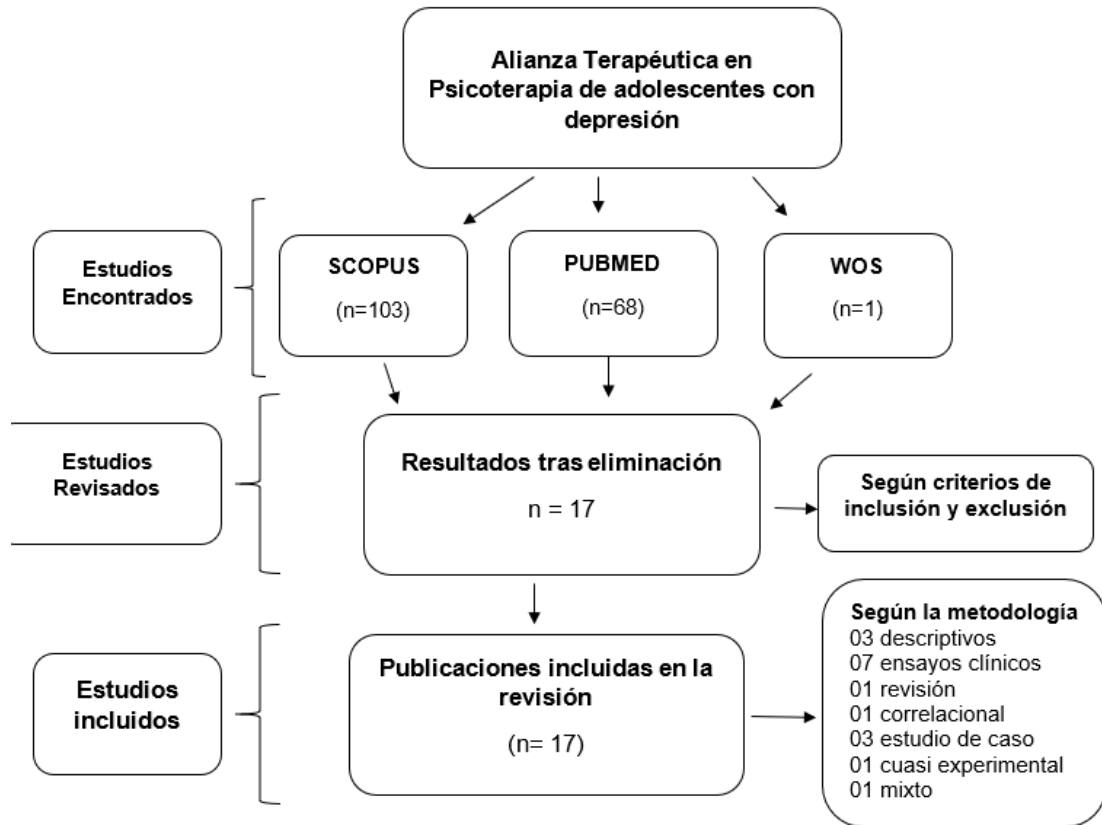 Alianza Terapéutica en
Psicoterapia de adolescentes con
depresión
Estudios
Encontrados
SCOPUS
(n=103)
PUBMED
(n=68)
WOS
(n=1)
Estudios
Revisados
Resultados tras eliminación
n = 17
Según criterios de
inclusión y exclusión
Estudios
incluidos
Publicaciones incluidas en la
revisión
(n= 17)
Según la metodología
03 descriptivos
07 ensayos clínicos
01 revisión
01 correlacional
03 estudio de caso
01 cuasi experimental
01 mixto